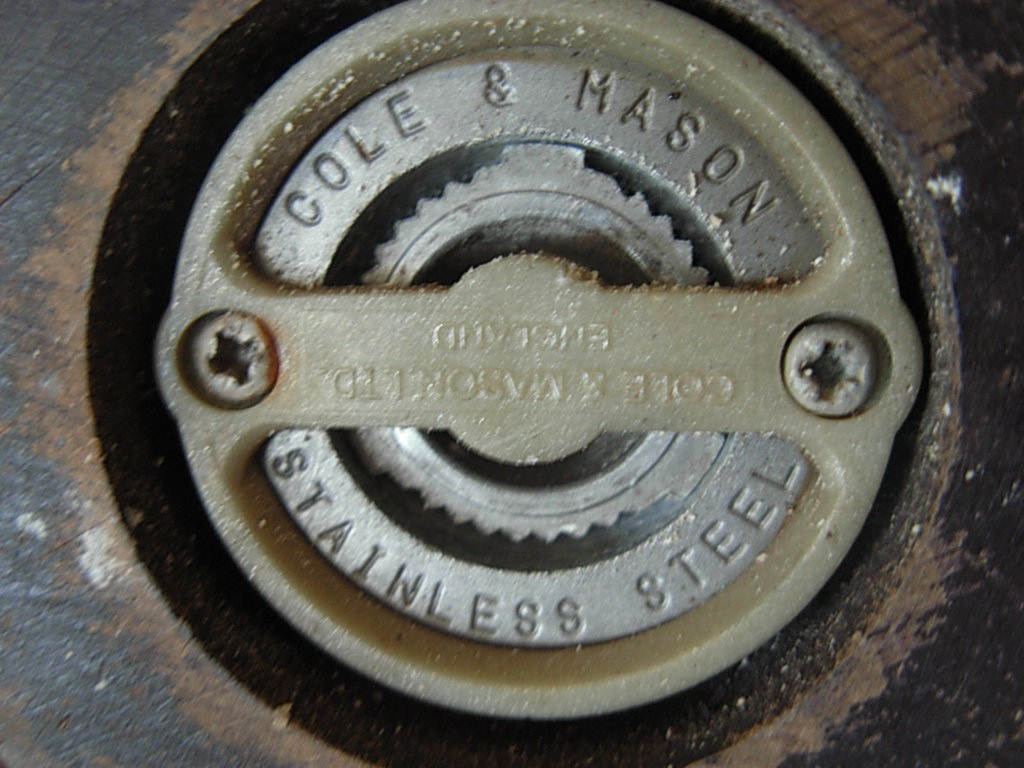 COLE & MASON
COLE & MASON LTD.
ENGLAND
STAINLESS STEEL